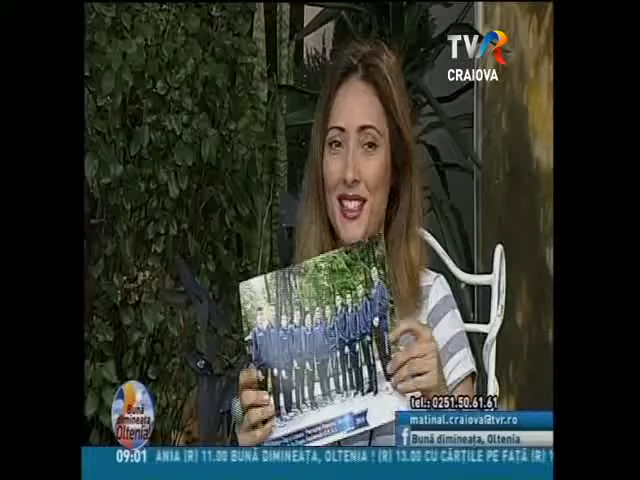 TVR
CRAIOVA
tel.: 0251.50.61.61
matinal.craiova@tvr.ro
f Bună dimineața, Oltenia
Bună
dimineața
Oltenia
09:01 ANIA (R) 11.00 BUNĂ DIMINEAȚA, OLTENIA ! (R) 13.00 CU CĂRȚILE PE FAȚĂ (R) 1